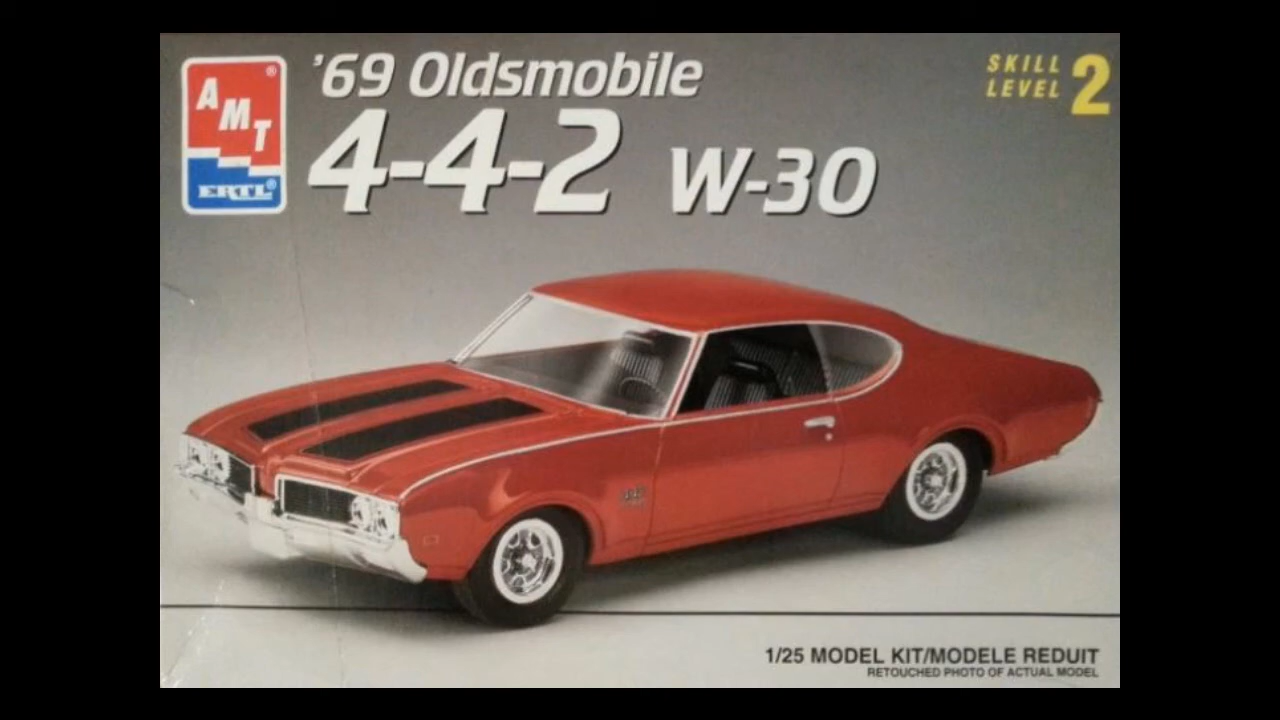 AMT®
ERTL®
'69 Oldsmobile
4-4-2 W-30
SKILL
LEVEL 2
1/25 MODEL KIT/MODELE REDUIT
RETOUCHED PHOTO OF ACTUAL MODEL